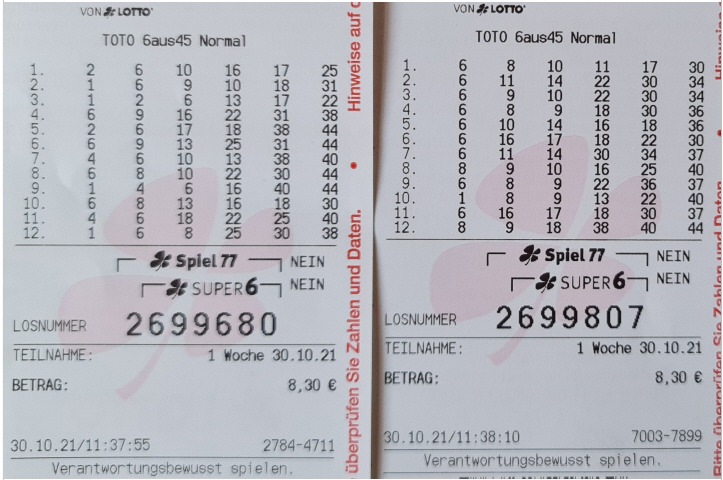 VON LOTTO
TOTO 6aus45 Normal
1. 2 6 10 16 17 25
2. 1 6 9 10 18 31
3. 1 2 6 13 17 22
4. 6 9 16 22 31 38
5. 2 6 17 18 38 44
6. 6 9 13 25 31 44
7. 4 6 10 13 38 40
8. 6 8 10 22 30 44
9. 1 4 6 16 40 44
10. 6 8 13 16 18 30
11. 4 6 18 22 25 40
12. 1 6 8 25 30 38
Spiel 77 NEIN
SUPER 6 NEIN
LOSNUMMER 2699680
TEILNAHME: 1 Woche 30.10.21
BETRAG: 8,30 €
30.10.21/11:37:55 2784-4711
Verantwortungsbewusst spielen.
überprüfen Sie Zahlen und Daten. • Hinweise auf
VON LOTTO
TOTO 6aus45 Normal
1. 6 8 10 11 17 30
2. 6 11 14 22 30 34
3. 6 9 10 22 30 34
4. 6 8 9 18 30 36
5. 6 10 14 16 18 36
6. 6 16 17 18 22 30
7. 6 11 14 30 34 37
8. 8 9 10 16 25 40
9. 6 8 9 22 36 37
10. 1 8 9 13 22 40
11. 6 16 17 18 30 37
12. 8 9 18 38 40 44
Spiel 77 NEIN
SUPER 6 NEIN
LOSNUMMER 2699807
TEILNAHME: 1 Woche 30.10.21
BETRAG: 8,30 €
30.10.21/11:38:10 7003-7899
Verantwortungsbewusst spielen.
Bitte überprüfen Sie Zahlen und Daten. • Hinweise